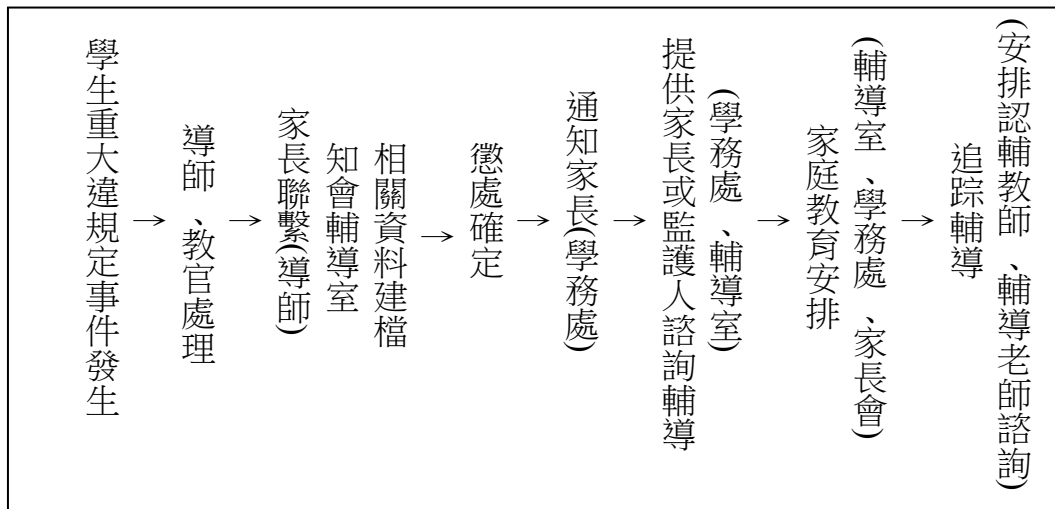 學生重大違規定事件發生
→
導師、教官處理
→
家長聯繫(導師)
知會輔導室
相關資料建檔
→
懲處確定
→
通知家長(學務處)
→
提供家長或監護人諮詢輔導
(學務處、輔導室)
→
家庭教育安排
(輔導室、學務處、家長會)
→
追踪輔導
(安排認輔教師、輔導老師諮詢)